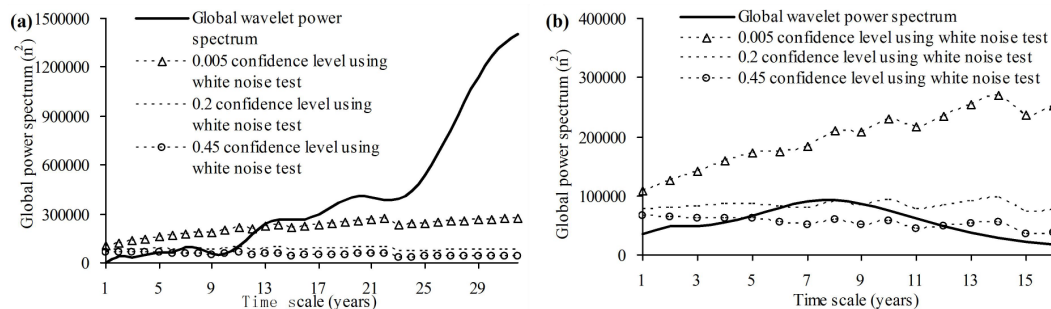 (a)
Global wavelet power
spectrum
0.005 confidence level using
white noise test
0.2 confidence level using
white noise test
0.45 confidence level using
white noise test
Global power spectrum (n²)
1500000
1200000
900000
600000
300000
0
1 5 9 13 17 21 25 29
Time scale (years)
(b)
Global wavelet power spectrum
0.005 confidence level using white noise test
0.2 confidence level using white noise test
0.45 confidence level using white noise test
Global power spectrum (n²)
400000
300000
200000
100000
0
1 3 5 7 9 11 13 15
Time scale (years)